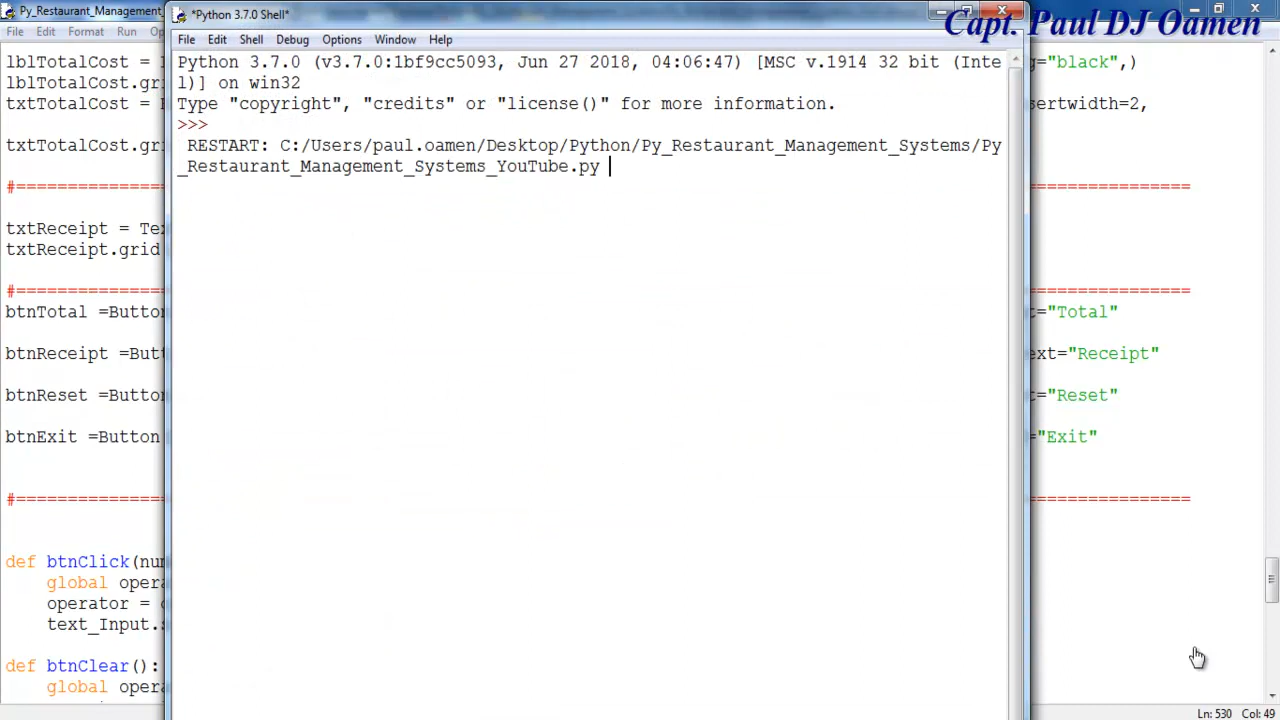 Py_Restaurant_Management_
*Python 3.7.0 Shell*
Capt. Paul DJ Oamen
File Edit Format Run Op
File Edit Shell Debug Options Window Help
Python 3.7.0 (v3.7.0:1bf9cc5093, Jun 27 2018, 04:06:47) [MSC v.1914 32 bit (Inte
l)] on win32
Type "copyright", "credits" or "license()" for more information.
>>>
RESTART: C:/Users/paul.oamen/Desktop/Python/Py_Restaurant_Management_Systems/Py
_Restaurant_Management_Systems_YouTube.py
lblTotalCost =
g="black",)
lblTotalCost.gri
txtTotalCost =
sertwidth=2,
txtTotalCost.gri
#===============
===============
txtReceipt = Te
txtReceipt.grid
#===============
===============
btnTotal =Button
="Total"
btnReceipt =Butt
ext="Receipt"
btnReset =Button
="Reset"
btnExit =Button
="Exit"
#===============
===============
def btnClick(num
global opera
operator =
text_Input.s
def btnClear():
global opera
Ln: 530 Col: 49